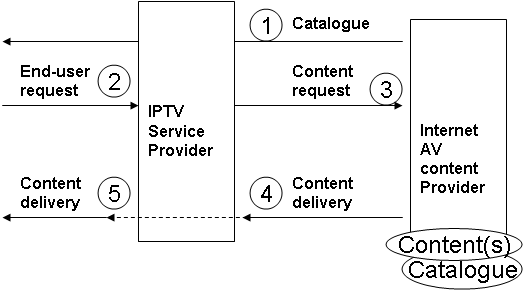 1 Catalogue
End-user
request
2
Content
request
3
IPTV
Service
Provider
Internet
AV
content
Provider
Content
delivery
5
4
Content
delivery
Content(s)
Catalogue